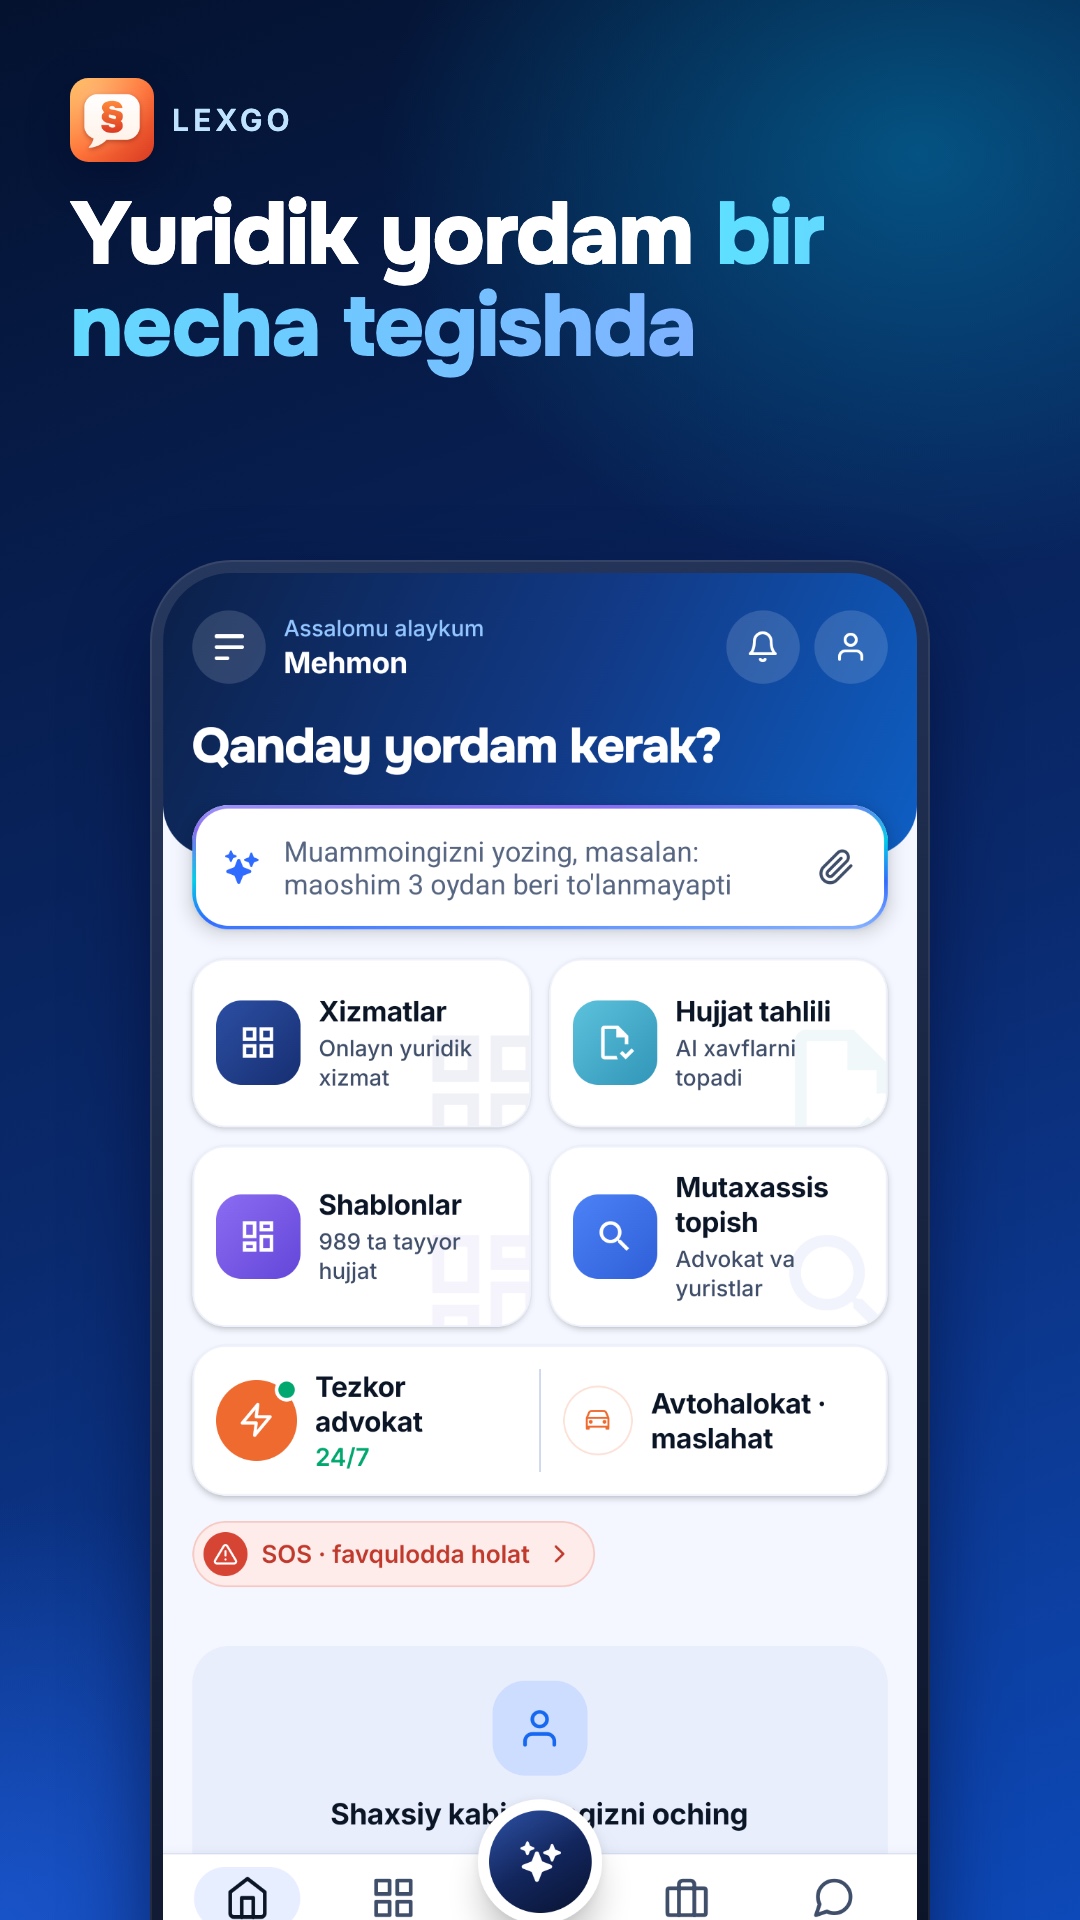 §
LEXGO
Yuridik yordam bir
necha tegishda
Assalomu alaykum
Mehmon
Qanday yordam kerak?
Muammoingizni yozing, masalan:
maoshim 3 oydan beri to'lanmayapti
Xizmatlar
Onlayn yuridik
xizmat
Hujjat tahlili
AI xavflarni
topadi
Shablonlar
989 ta tayyor
hujjat
Mutaxassis
topish
Advokat va
yuristlar
Tezkor
advokat
24/7
Avtohalokat ·
maslahat
SOS · favqulodda holat
Shaxsiy oching